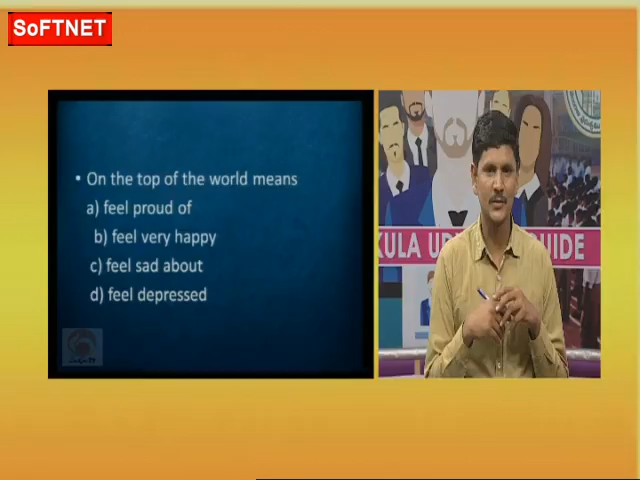 SoFTNET
• On the top of the world means
a) feel proud of
b) feel very happy
c) feel sad about
d) feel depressed
KULA UIDE